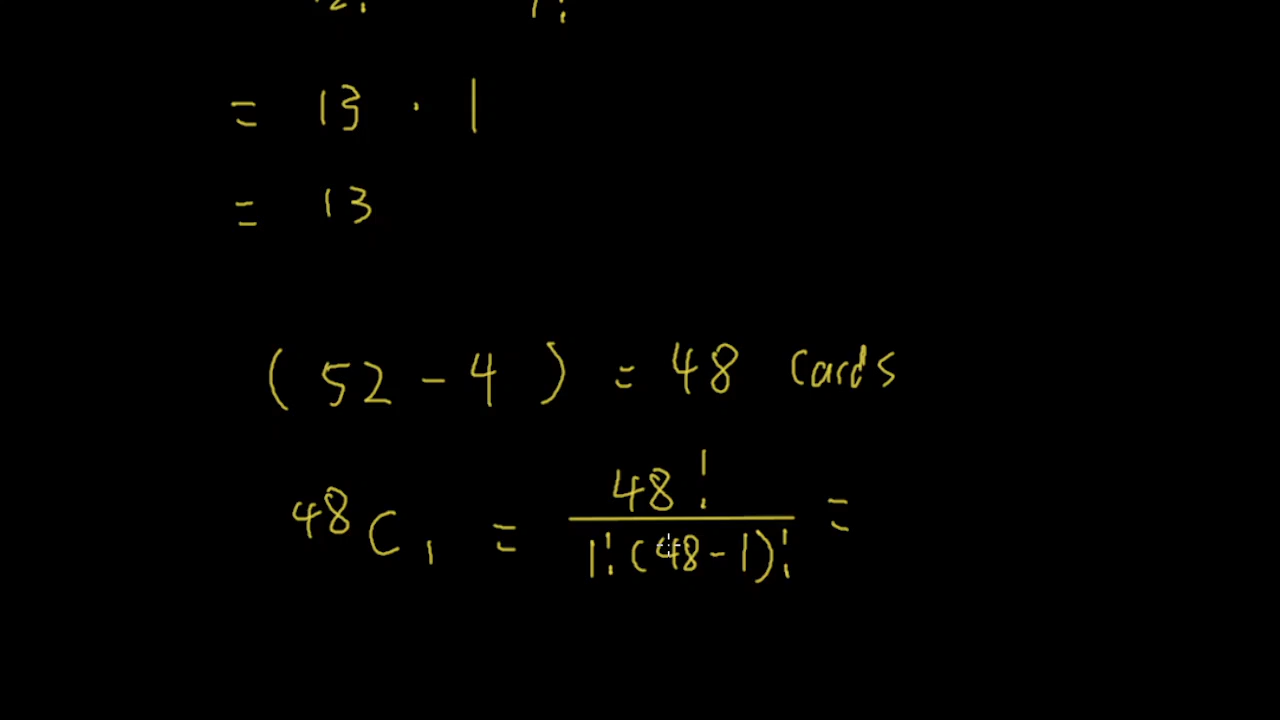 = 13 · 1
= 13
(52 - 4) = 48 cards
⁴⁸C₁ = 48! / 1!(48-1)! =